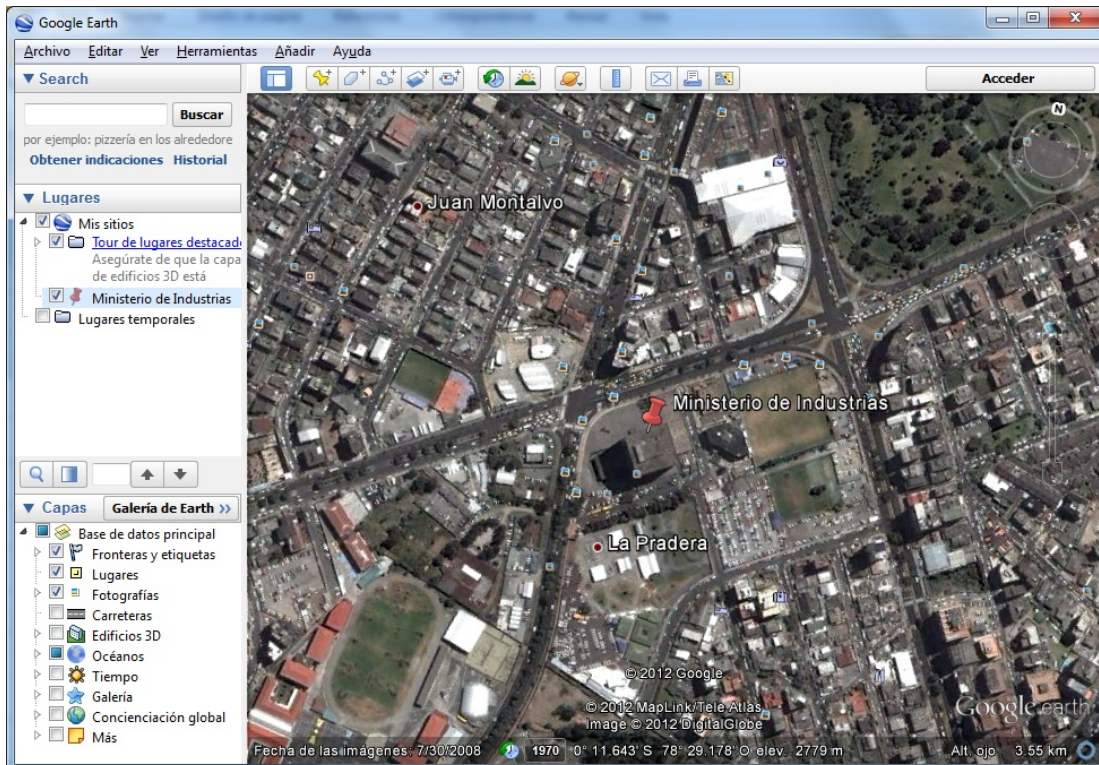 Google Earth
Archivo Editar Ver Herramientas Añadir Ayuda
Search
Buscar
por ejemplo: pizzería en los alrededore
Obtener indicaciones Historial
Lugares
Mis sitios
Tour de lugares destacad
Asegúrate de que la capa
de edificios 3D está
Ministerio de Industrias
Lugares temporales
Capas Galería de Earth >>
Base de datos principal
Fronteras y etiquetas
Lugares
Fotografías
Carreteras
Edificios 3D
Océanos
Tiempo
Galería
Concienciación global
Más
Acceder
N
Juan Montalvo
Ministerio de Industrias
La Pradera
© 2012 Google
© 2012 MapLink/Tele Atlas
Image © 2012 DigitalGlobe
Google earth
Fecha de las imágenes: 7/30/2008 1970 0° 11.643' S 78° 29.178' O elev. 2779 m Alt. ojo 3.55 km